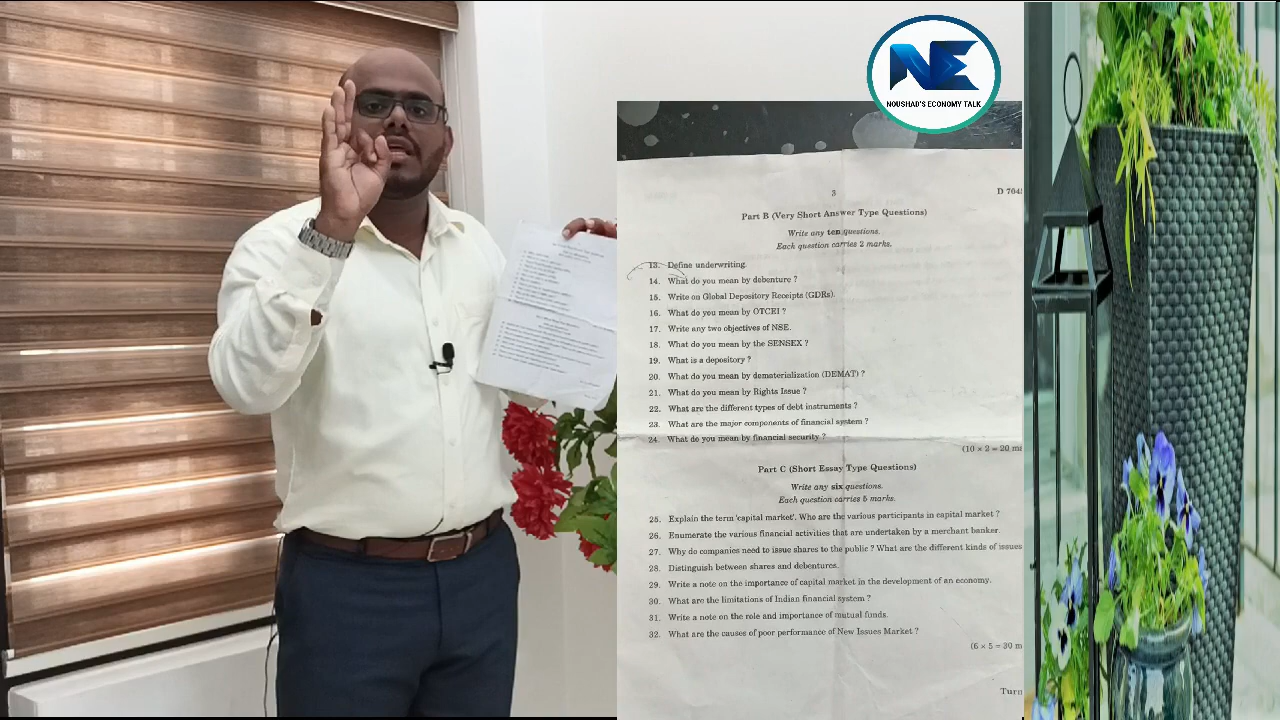 NE
NOUSHAD'S ECONOMY TALK
3
D 704
Part B (Very Short Answer Type Questions)
Write any ten questions.
Each question carries 2 marks.
13. Define underwriting.
14. What do you mean by debenture ?
15. Write on Global Depository Receipts (GDRs).
16. What do you mean by OTCEI ?
17. Write any two objectives of NSE.
18. What do you mean by the SENSEX ?
19. What is a depository ?
20. What do you mean by dematerialization (DEMAT) ?
21. What do you mean by Rights Issue ?
22. What are the different types of debt instruments ?
23. What are the major components of financial system ?
24. What do you mean by financial security ?
(10 × 2 = 20 m
Part C (Short Essay Type Questions)
Write any six questions.
Each question carries 5 marks.
25. Explain the term 'capital market'. Who are the various participants in capital market ?
26. Enumerate the various financial activities that are undertaken by a merchant banker.
27. Why do companies need to issue shares to the public ? What are the different kinds of issues
28. Distinguish between shares and debentures.
29. Write a note on the importance of capital market in the development of an economy.
30. What are the limitations of Indian financial system ?
31. Write a note on the role and importance of mutual funds.
32. What are the causes of poor performance of New Issues Market ?
(6 × 5 = 30 m
Turn